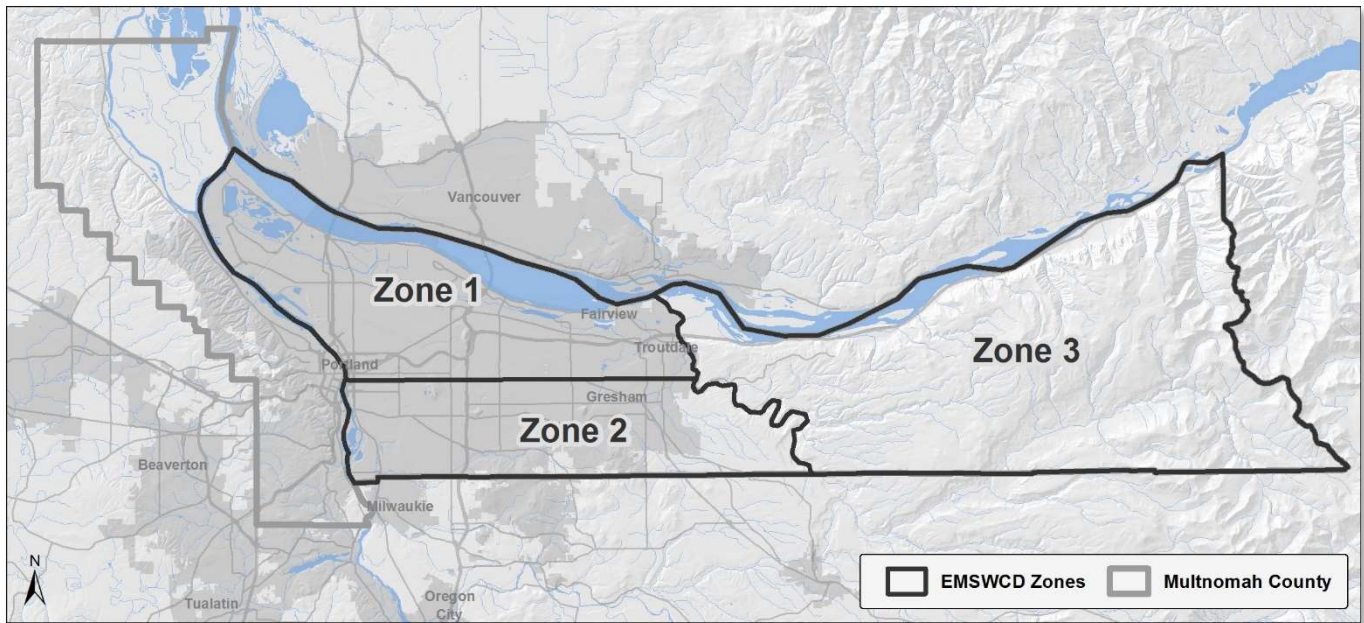 Vancouver
Zone 1
Fairview
Troutdale
Portland
Zone 3
Gresham
Zone 2
Beaverton
Milwaukie
N
EMSWCD Zones
Multnomah County
Tualatin
Oregon
City